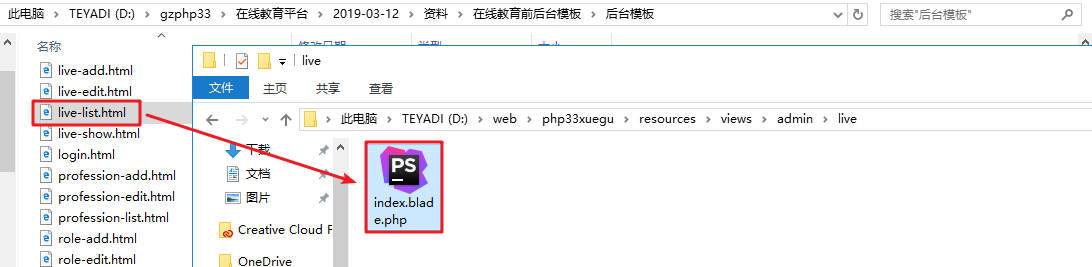 此电脑 > TEYADI (D:) > gzphp33 > 在线教育平台 > 2019-03-12 > 资料 > 在线教育前后台模板 > 后台模板
搜索"后台模板"
名称
live-add.html
live-edit.html
live-list.html
live-show.html
login.html
profession-add.html
profession-edit.html
profession-list.html
role-add.html
role-edit.html
live
文件 主页 共享 查看
此电脑 > TEYADI (D:) > web > php33xuegu > resources > views > admin > live
下载
文档
图片
Creative Cloud F
OneDrive
PS
index.blad
e.php